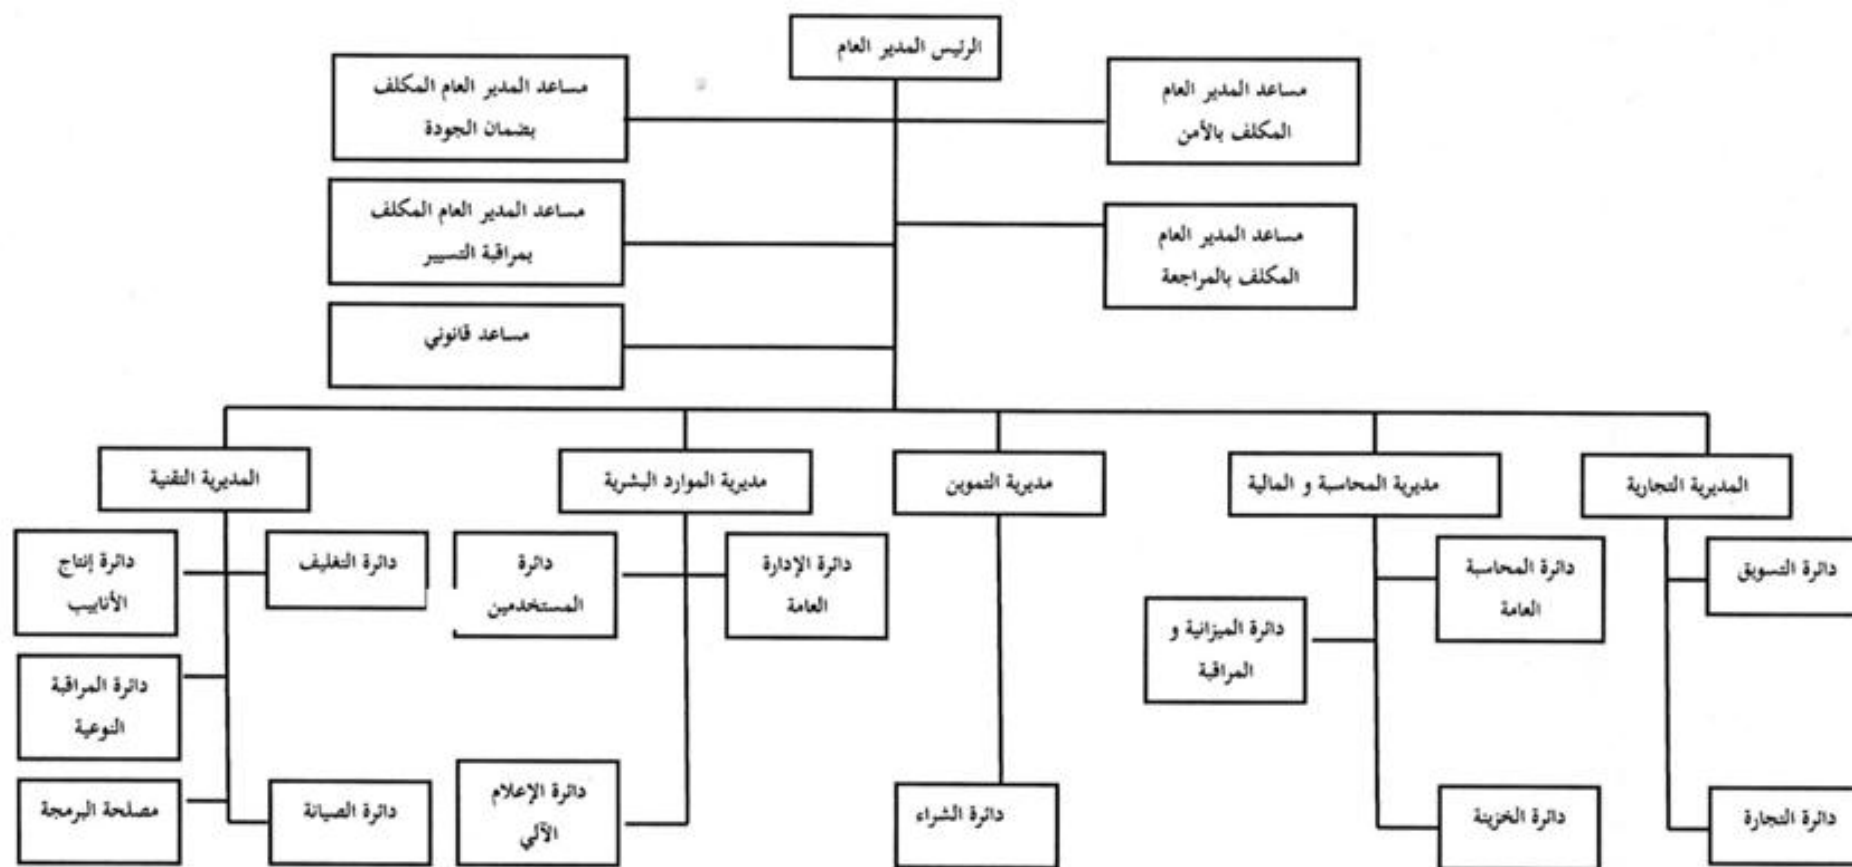 الرئيس المدير العام
مساعد المدير العام
المكلف بالأمن
مساعد المدير العام المكلف
بضمان الجودة
مساعد المدير العام
المكلف بالمراجعة
مساعد المدير العام المكلف
بمراقبة التسيير
مساعد قانوني
المديرية التجارية
مديرية المحاسبة و المالية
مديرية التموين
مديرية الموارد البشرية
المديرية التقنية
دائرة التسويق
دائرة المحاسبة
العامة
دائرة الميزانية و
المراقبة
دائرة الإدارة
العامة
دائرة
المستخدمين
دائرة التغليف
دائرة إنتاج
الأنابيب
دائرة المراقبة
النوعية
دائرة التجارة
دائرة الخزينة
دائرة الشراء
دائرة الإعلام
الآلي
دائرة الصيانة
مصلحة البرمجة